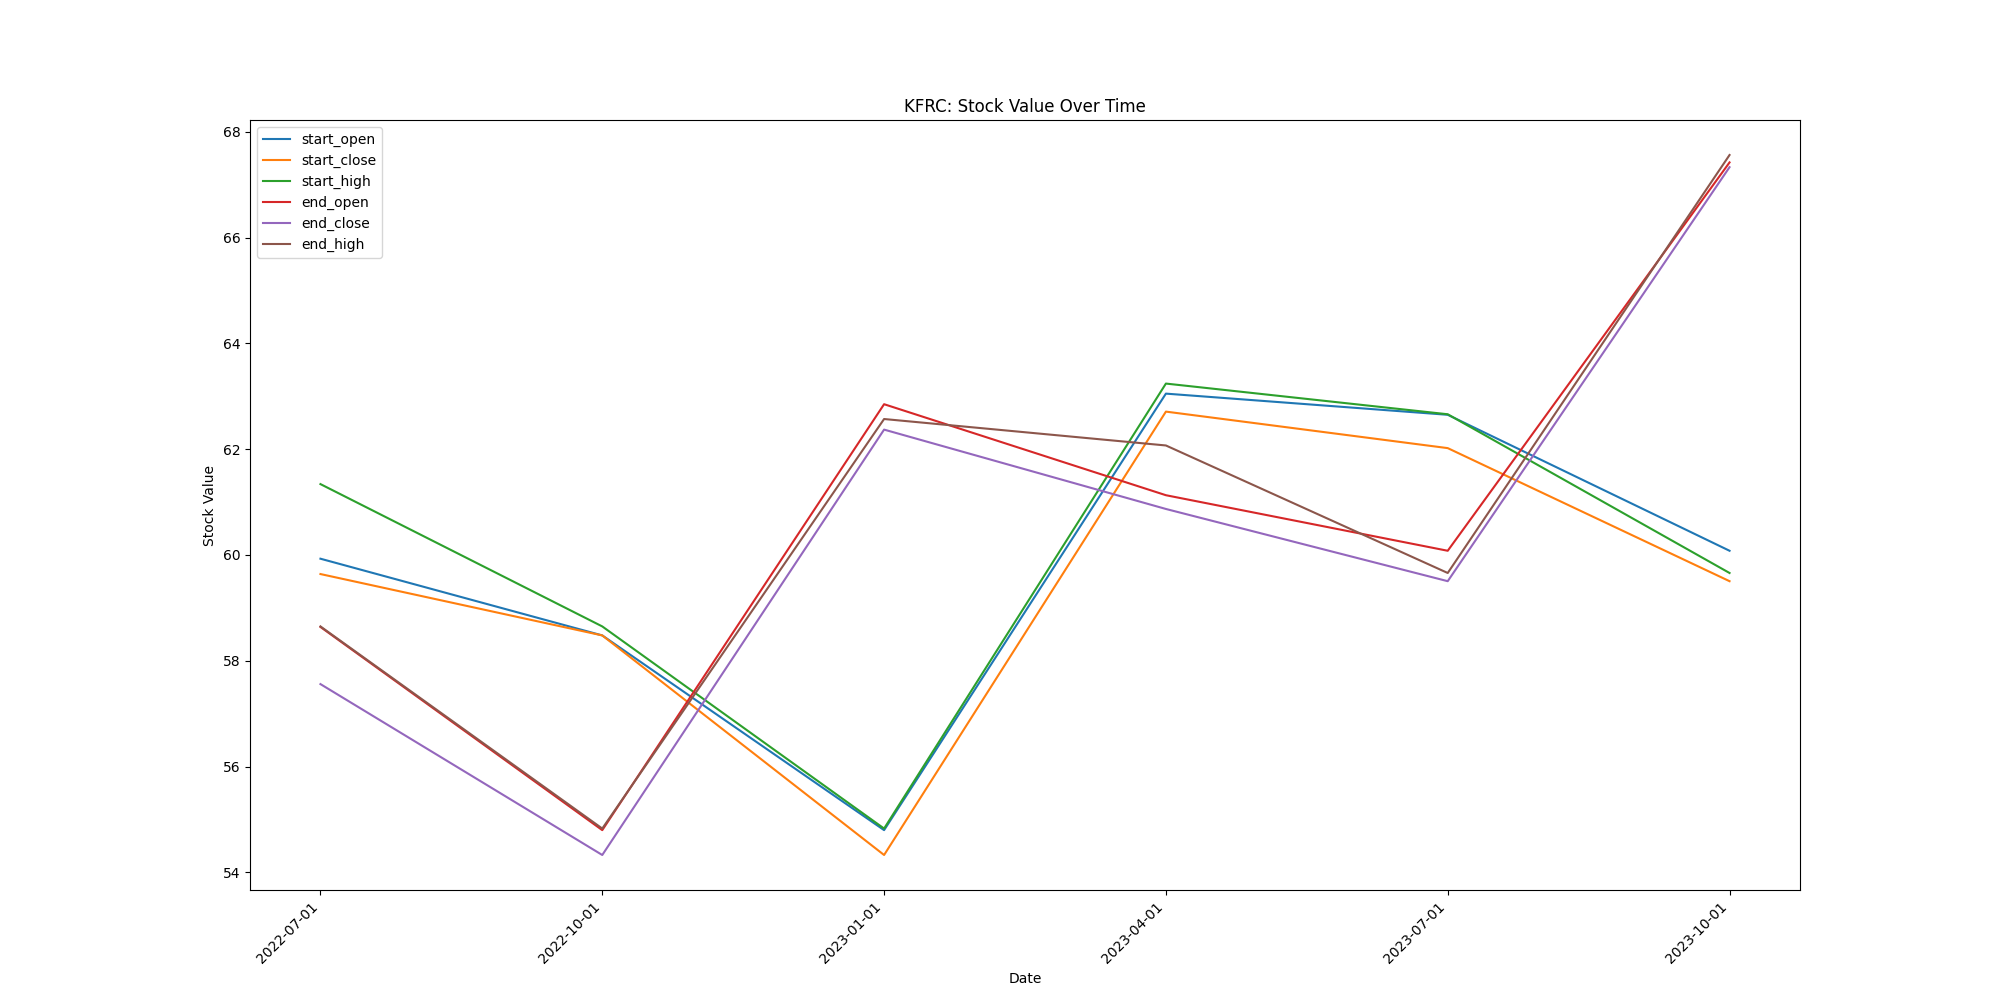 KFRC: Stock Value Over Time
start_open
start_close
start_high
end_open
end_close
end_high
68
66
64
62
60
58
56
54
Stock Value
2022-07-01
2022-10-01
2023-01-01
2023-04-01
2023-07-01
2023-10-01
Date